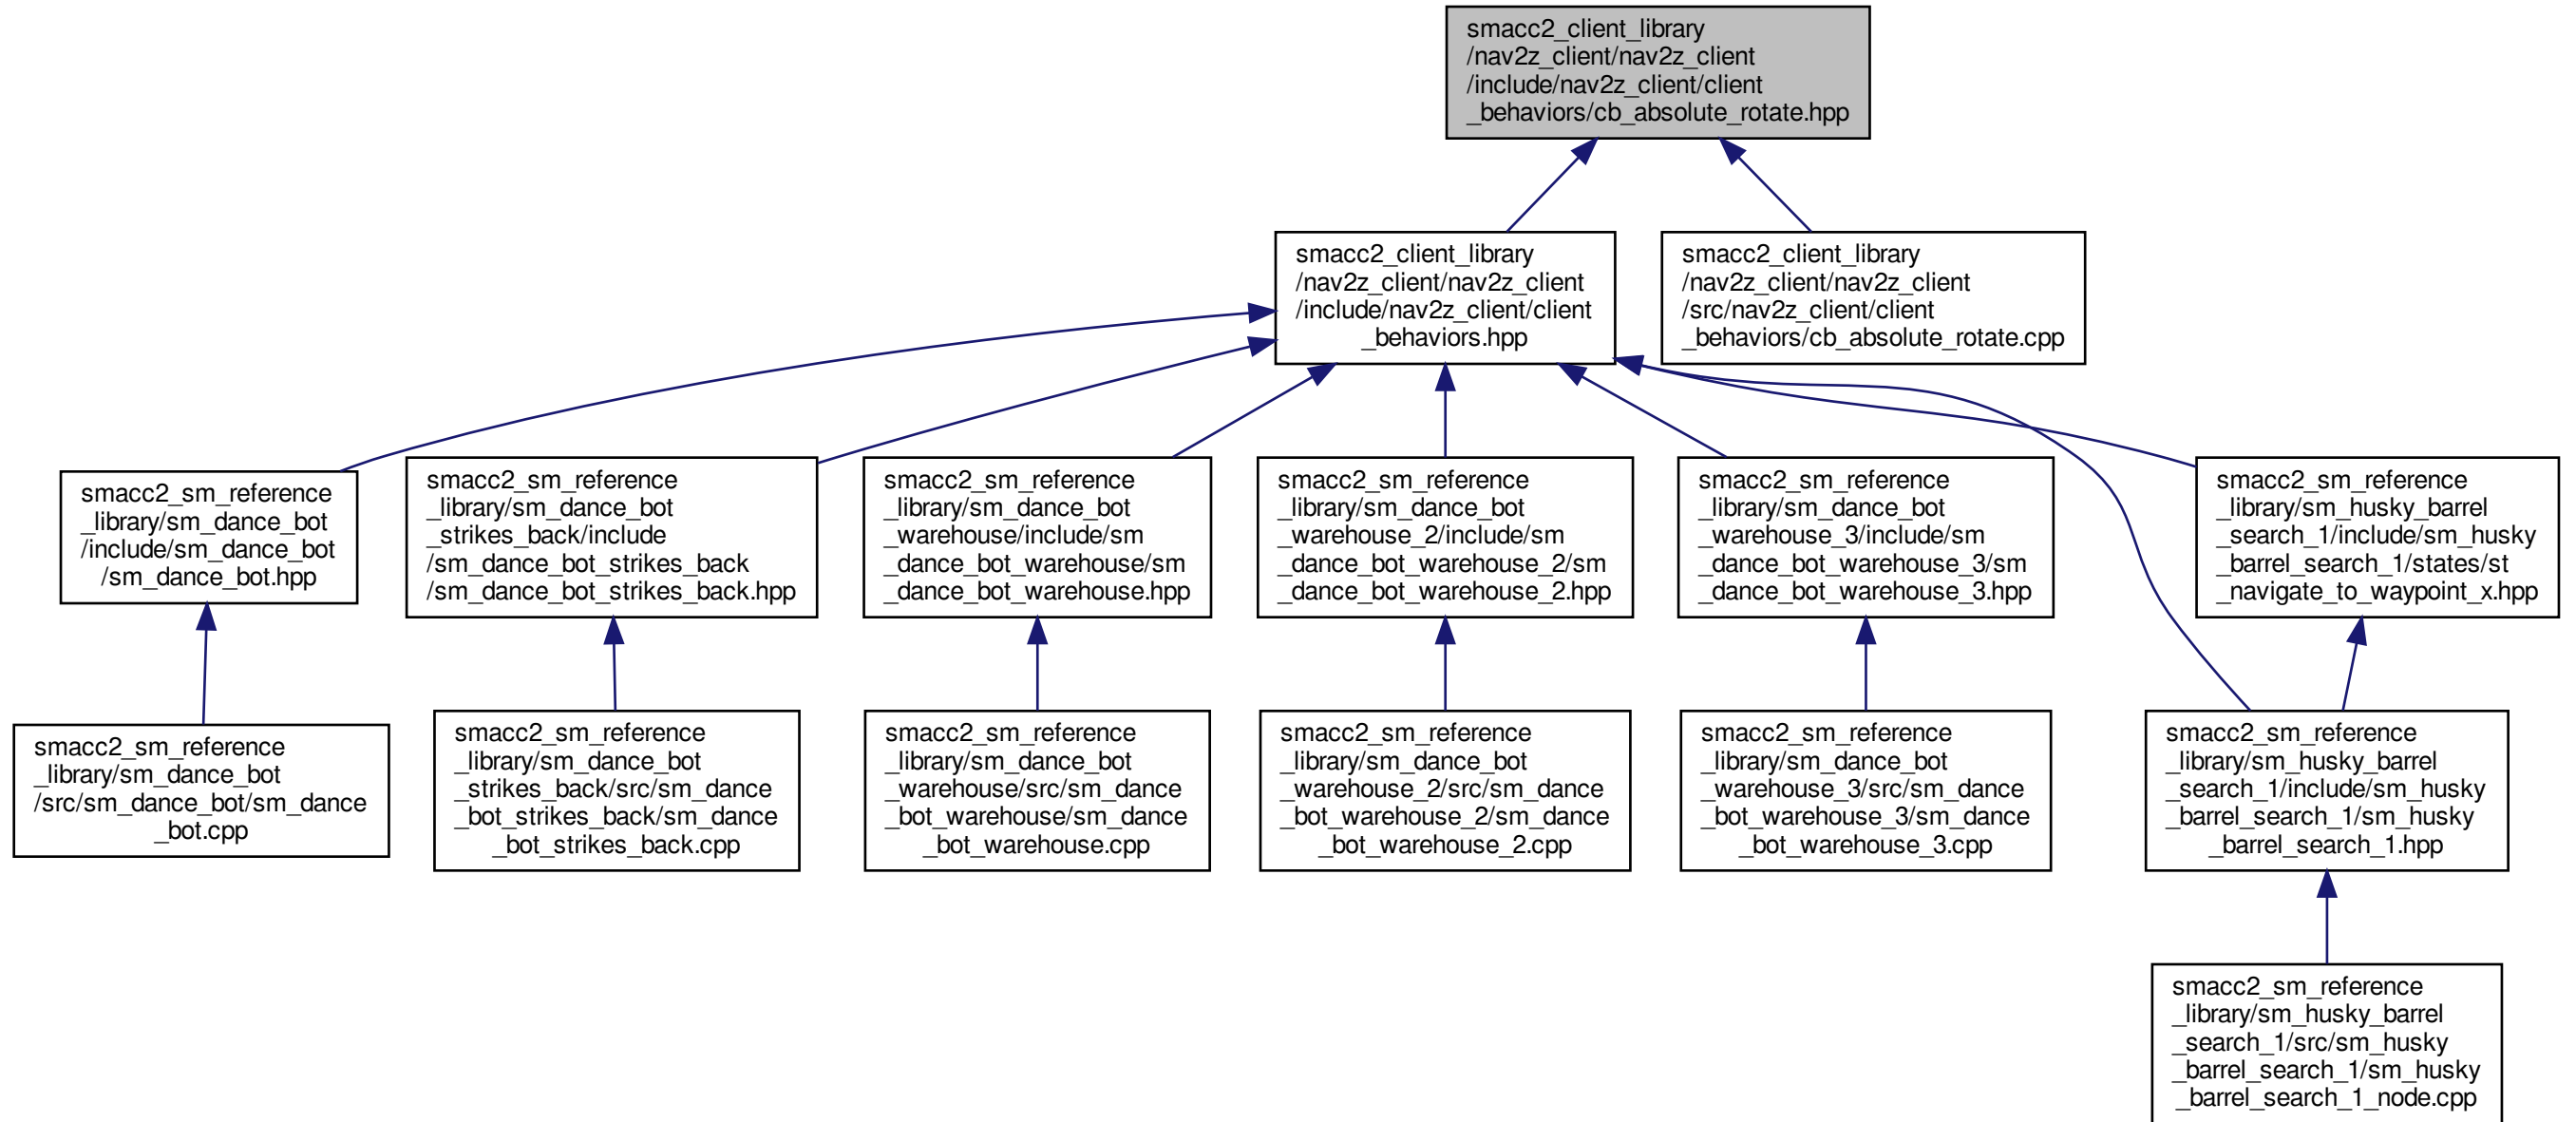 smacc2_client_library
/nav2z_client/nav2z_client
/include/nav2z_client/client
_behaviors/cb_absolute_rotate.hpp
smacc2_client_library
/nav2z_client/nav2z_client
/include/nav2z_client/client
_behaviors.hpp
smacc2_client_library
/nav2z_client/nav2z_client
/src/nav2z_client/client
_behaviors/cb_absolute_rotate.cpp
smacc2_sm_reference
_library/sm_dance_bot
/include/sm_dance_bot
/sm_dance_bot.hpp
smacc2_sm_reference
_library/sm_dance_bot
_strikes_back/include
/sm_dance_bot_strikes_back
/sm_dance_bot_strikes_back.hpp
smacc2_sm_reference
_library/sm_dance_bot
_warehouse/include/sm
_dance_bot_warehouse/sm
_dance_bot_warehouse.hpp
smacc2_sm_reference
_library/sm_dance_bot
_warehouse_2/include/sm
_dance_bot_warehouse_2/sm
_dance_bot_warehouse_2.hpp
smacc2_sm_reference
_library/sm_dance_bot
_warehouse_3/include/sm
_dance_bot_warehouse_3/sm
_dance_bot_warehouse_3.hpp
smacc2_sm_reference
_library/sm_husky_barrel
_search_1/include/sm_husky
_barrel_search_1/states/st
_navigate_to_waypoint_x.hpp
smacc2_sm_reference
_library/sm_dance_bot
/src/sm_dance_bot/sm_dance
_bot.cpp
smacc2_sm_reference
_library/sm_dance_bot
_strikes_back/src/sm_dance
_bot_strikes_back/sm_dance
_bot_strikes_back.cpp
smacc2_sm_reference
_library/sm_dance_bot
_warehouse/src/sm_dance
_bot_warehouse/sm_dance
_bot_warehouse.cpp
smacc2_sm_reference
_library/sm_dance_bot
_warehouse_2/src/sm_dance
_bot_warehouse_2/sm_dance
_bot_warehouse_2.cpp
smacc2_sm_reference
_library/sm_dance_bot
_warehouse_3/src/sm_dance
_bot_warehouse_3/sm_dance
_bot_warehouse_3.cpp
smacc2_sm_reference
_library/sm_husky_barrel
_search_1/include/sm_husky
_barrel_search_1/sm_husky
_barrel_search_1.hpp
smacc2_sm_reference
_library/sm_husky_barrel
_search_1/src/sm_husky
_barrel_search_1/sm_husky
_barrel_search_1_node.cpp